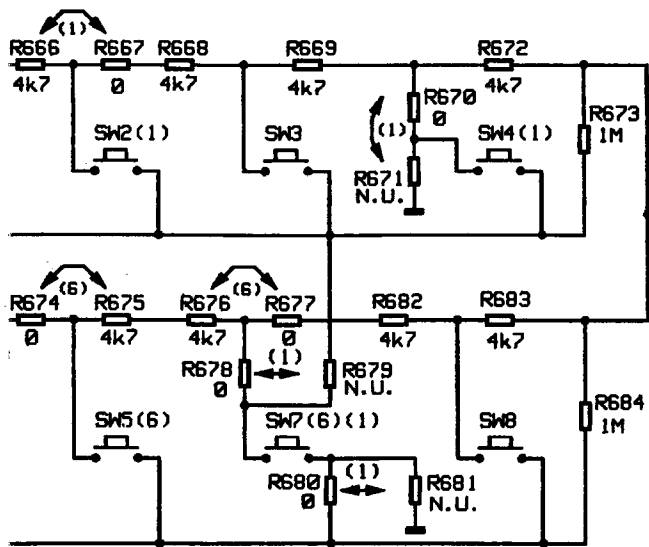 (1)
R666 R667 R668 R669 R672
4k7 0 4k7 4k7 4k7
R670
0
(1)
R673
1M
SW2(1) SW3 SW4(1)
R671
N.U.
(6) (6)
R674 R675 R676 R677 R682 R683
0 4k7 4k7 0 4k7 4k7
(1)
R678
0
R679
N.U.
R684
1M
SW5(6) SW7(6)(1) SW8
(1)
R680
0
R681
N.U.